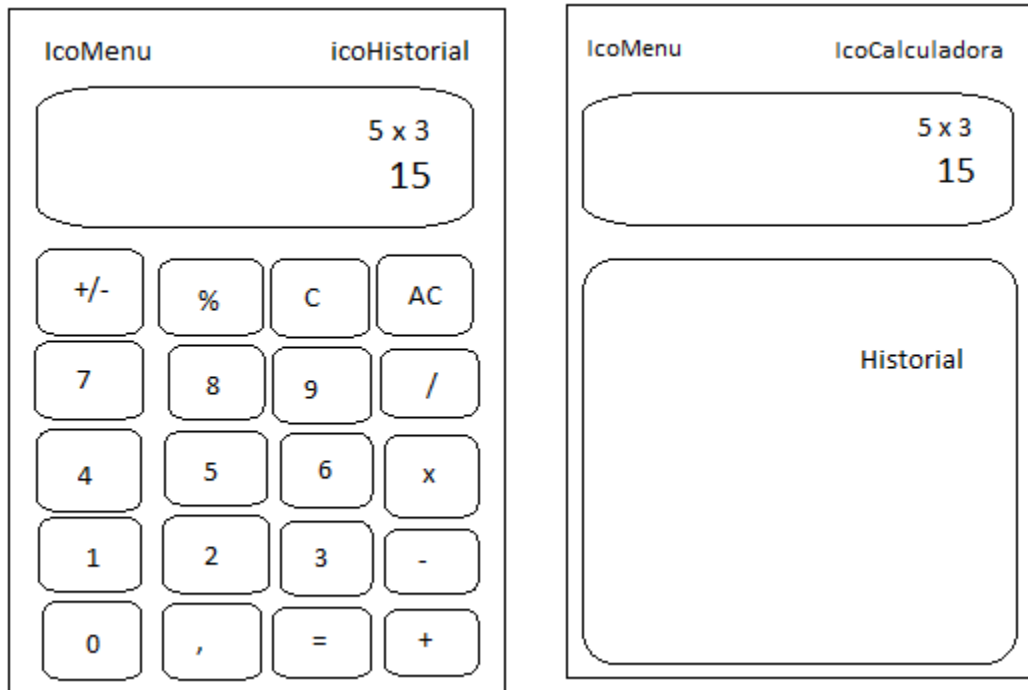 IcoMenu icoHistorial
5 x 3
15
+/- % C AC
7 8 9 /
4 5 6 x
1 2 3 -
0 , = +
IcoMenu IcoCalculadora
5 x 3
15
Historial